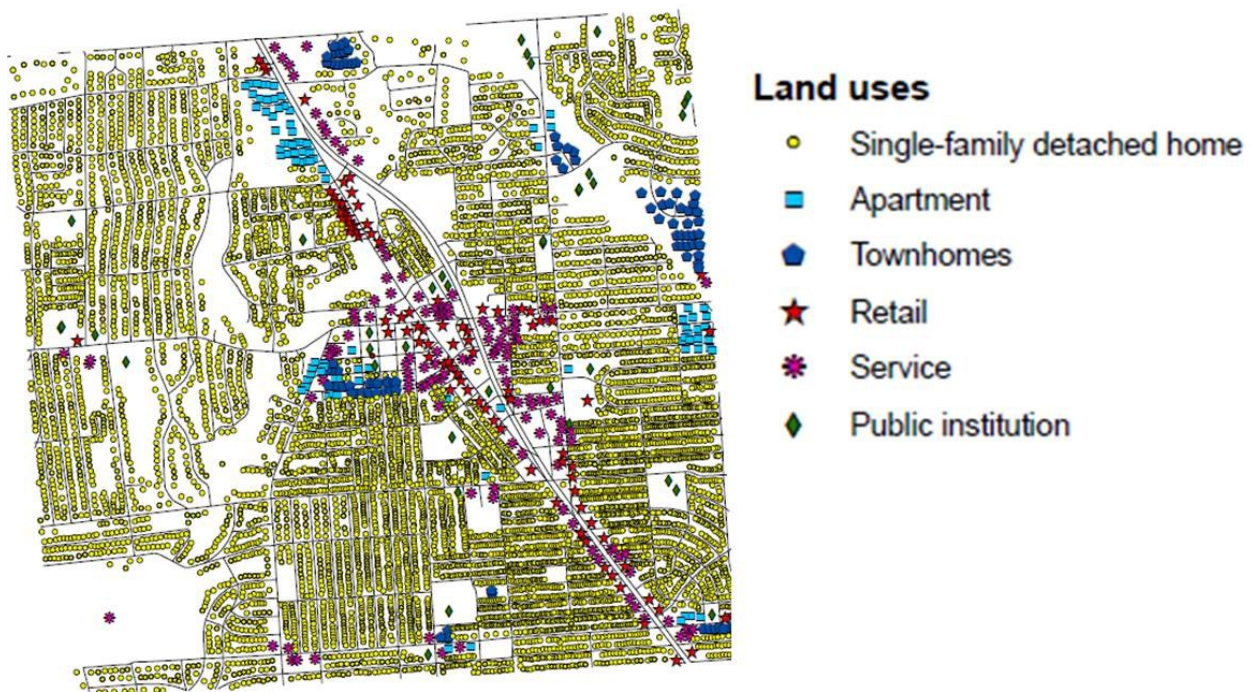 Land uses
Single-family detached home
Apartment
Townhomes
Retail
Service
Public institution